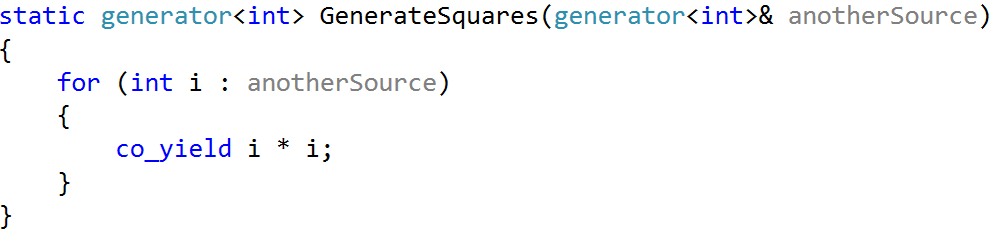 static generator<int> GenerateSquares(generator<int>& anotherSource)
{
    for (int i : anotherSource)
    {
        co_yield i * i;
    }
}